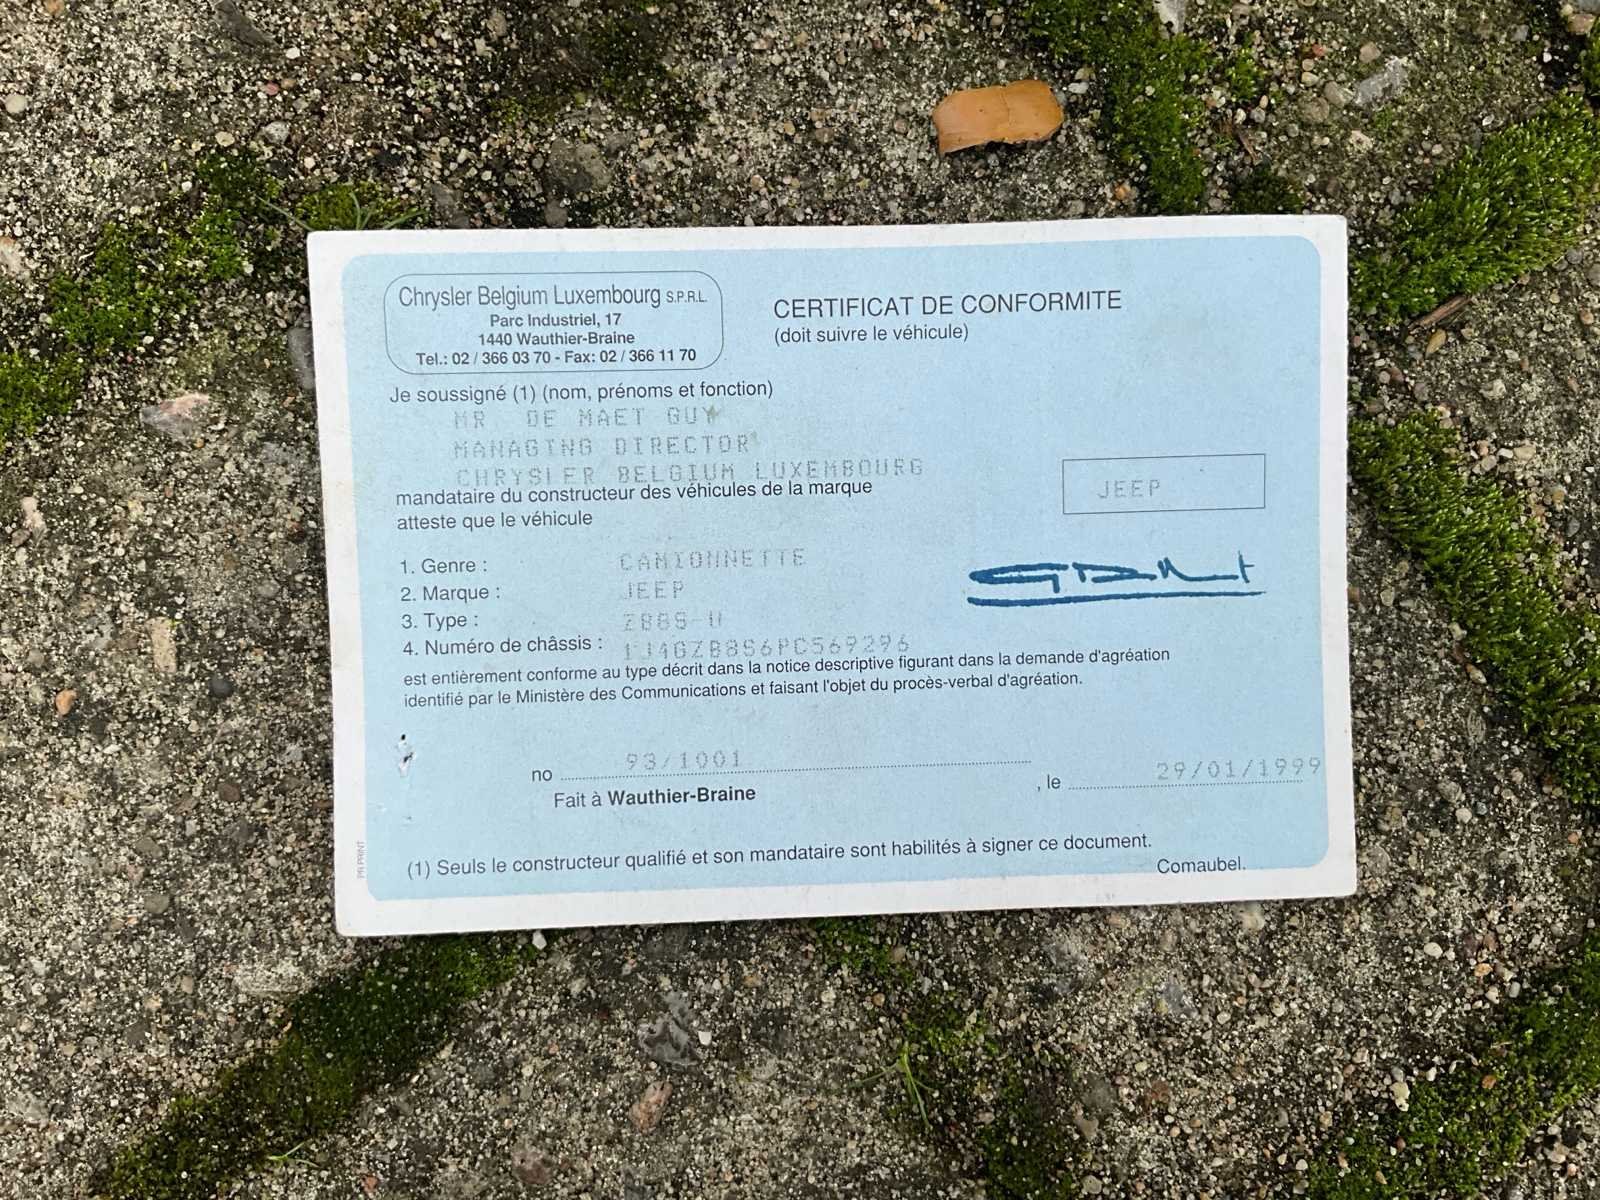 Chrysler Belgium Luxembourg S.P.R.L.
Parc Industriel, 17
1440 Wauthier-Braine
Tel.: 02 / 366 03 70 - Fax: 02 / 366 11 70
CERTIFICAT DE CONFORMITE
(doit suivre le véhicule)
Je soussigné (1) (nom, prénoms et fonction)
MR DE MAET GUY
MANAGING DIRECTOR
CHRYSLER BELGIUM LUXEMBOURG
mandataire du constructeur des véhicules de la marque
JEEP
atteste que le véhicule
1. Genre : CAMIONNETTE
2. Marque : JEEP
3. Type :
4. Numéro de châssis : 1J4GZB8S6PC569296
est entièrement conforme au type décrit dans la notice descriptive figurant dans la demande d'agréation
identifié par le Ministère des Communications et faisant l'objet du procès-verbal d'agréation.
no 93/1001 , le 29/01/1999
Fait à Wauthier-Braine
(1) Seuls le constructeur qualifié et son mandataire sont habilités à signer ce document.
Comaubel.
PR PRINT